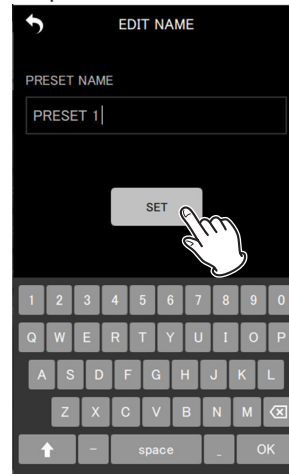 EDIT NAME
PRESET NAME
PRESET 1
SET
1 2 3 4 5 6 7 8 9 0
Q W E R T Y U I O P
A S D F G H J K L
Z X C V B N M
- space _ OK